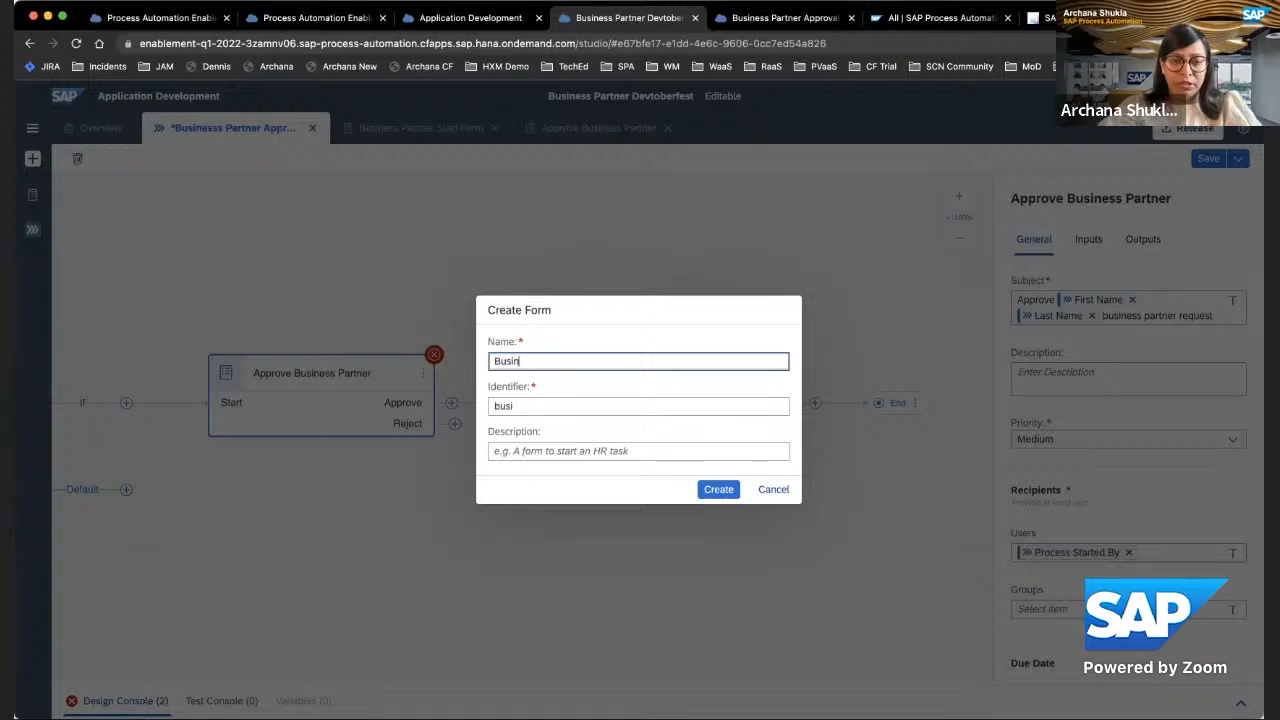 Process Automation Enabl
Process Automation Enabl
Application Development
Business Partner Devtober
Business Partner Approval
All | SAP Process Automat
SA
enablement-q1-2022-3zamnv06.sap-process-automation.cfapps.sap.hana.ondemand.com/studio/#e67bfe17-e1dd-4e6c-9606-0cc7ed54a826
JIRA
Incidents
JAM
Dennis
Archana
Archana New
Archana CF
HXM Demo
TechEd
SPA
WM
WaaS
RaaS
PVaaS
CF Trial
SCN Community
MoD
Archana Shukla
SAP Process Automation
SAP
SAP
Archana Shukl...
SAP
Application Development
Business Partner Devtoberfest
Editable
Overview
*Businesss Partner Appr...
Business Partner Start Form
Approve Business Partner
Release
Save
Approve Business Partner
General
Inputs
Outputs
Subject*
Approve First Name
Last Name business partner request
Description:
Enter Description
Priority:*
Medium
Recipients *
Users
Process Started By
Groups
Select item
Due Date
If
Approve Business Partner
Start
Approve
Reject
Default
End
Create Form
Name:*
Busin
Identifier:*
busi
Description:
e.g. A form to start an HR task
Create
Cancel
Design Console (2)
Test Console (0)
Variables (0)
SAP
Powered by Zoom